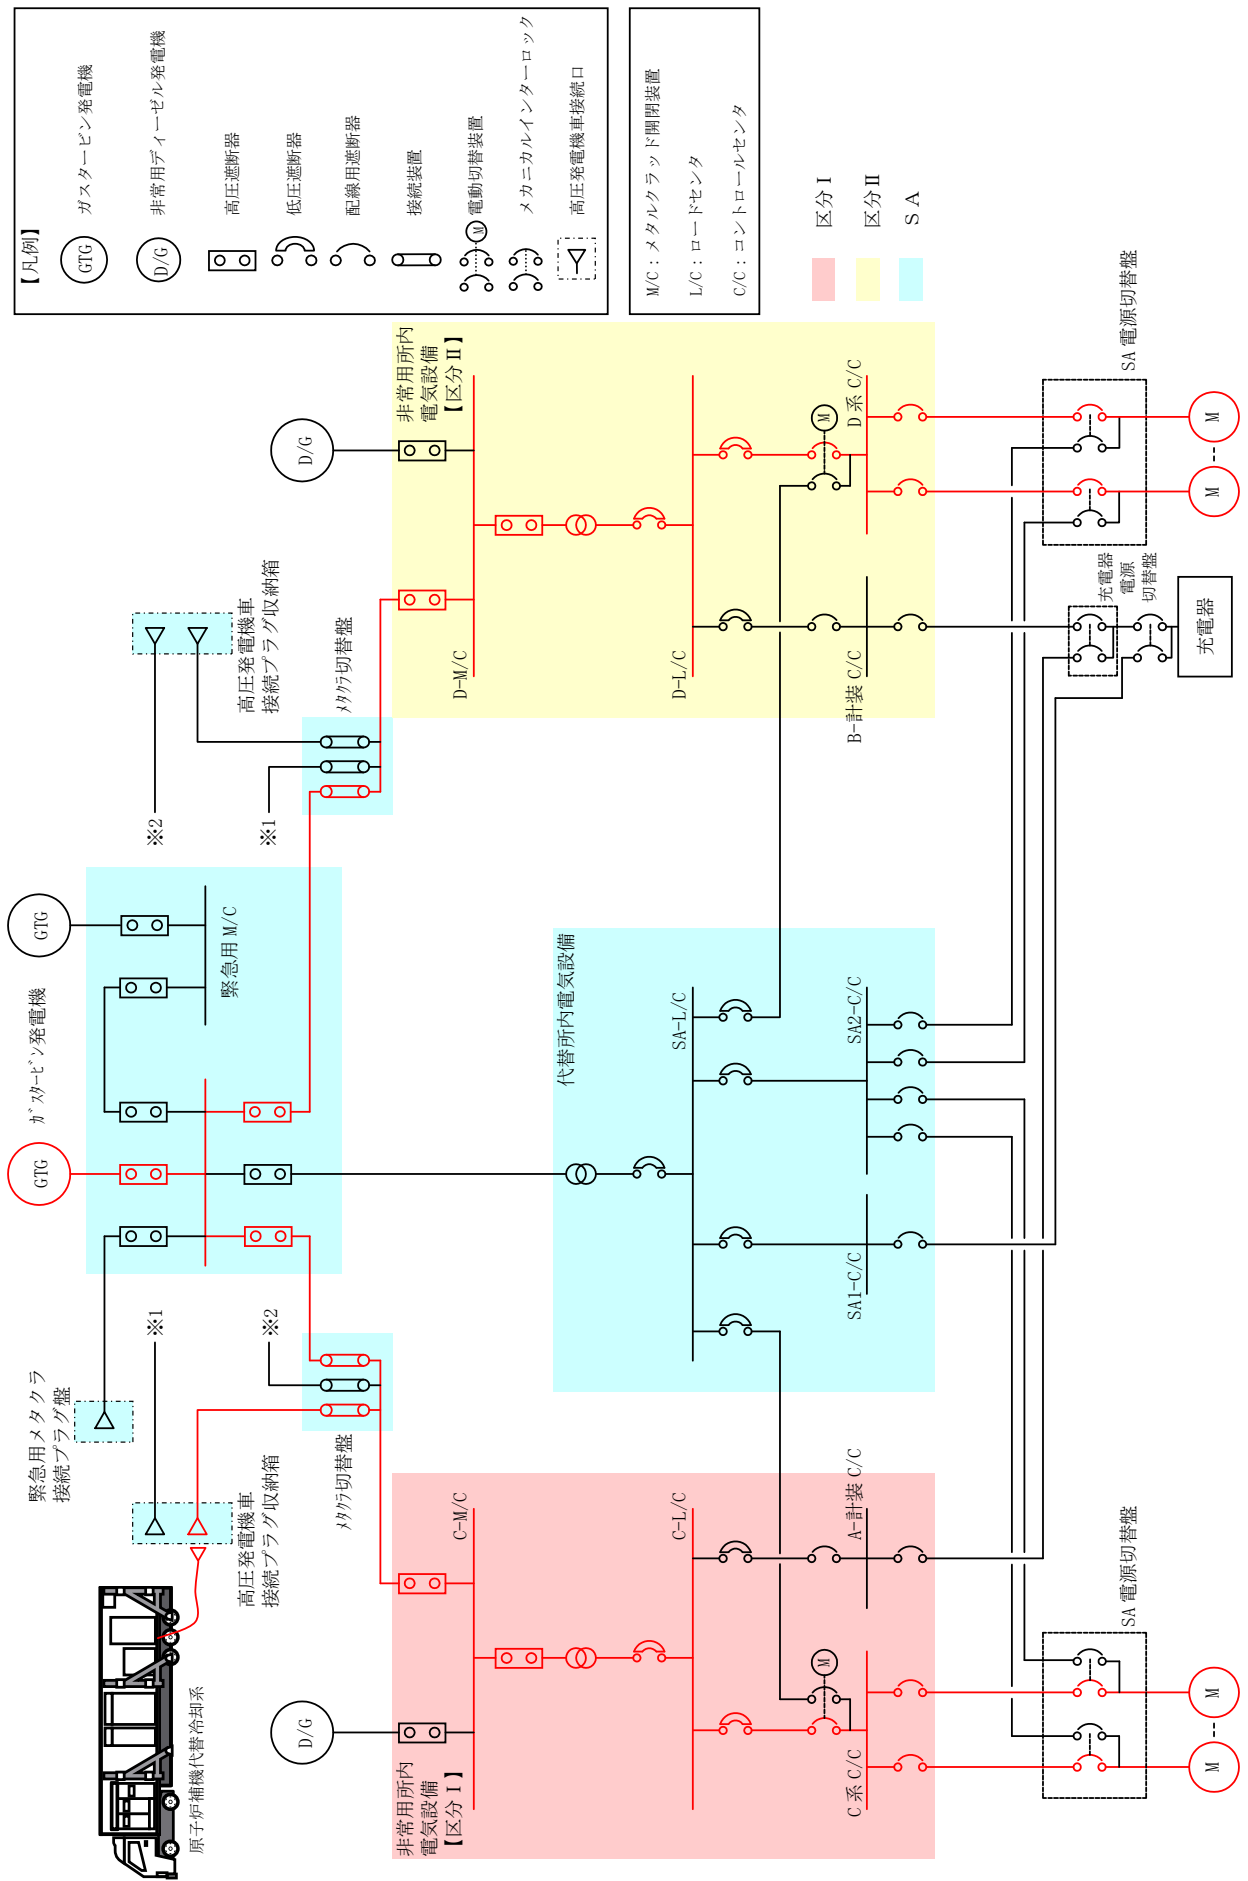 【凡例】
GTG
ガスタービン発電機
D/G
非常用ディーゼル発電機
高圧遮断器
低圧遮断器
配線用遮断器
接続装置
M
電動切替装置
メカニカルインターロック
高圧発電機車接続口
M/C：メタルクラッド開閉装置
L/C：ロードセンタ
C/C：コントロールセンタ
区分Ⅰ
区分Ⅱ
ＳＡ
緊急用メタクラ
接続プラグ盤
ｶﾞｽﾀｰﾋﾞﾝ発電機
GTG
GTG
緊急用 M/C
※1
※2
※2
※1
原子炉補機代替冷却系
高圧発電機車
接続プラグ収納箱
高圧発電機車
接続プラグ収納箱
ﾒﾀｸﾗ切替盤
ﾒﾀｸﾗ切替盤
D/G
D/G
非常用所内
電気設備
【区分Ⅰ】
C-M/C
C-L/C
M
C系 C/C
A-計装 C/C
代替所内電気設備
SA-L/C
SA1-C/C
SA2-C/C
非常用所内
電気設備
【区分Ⅱ】
D-M/C
D-L/C
M
B-計装 C/C
D系 C/C
SA 電源切替盤
M
M
充電器
電源
切替盤
充電器
SA 電源切替盤
M
M